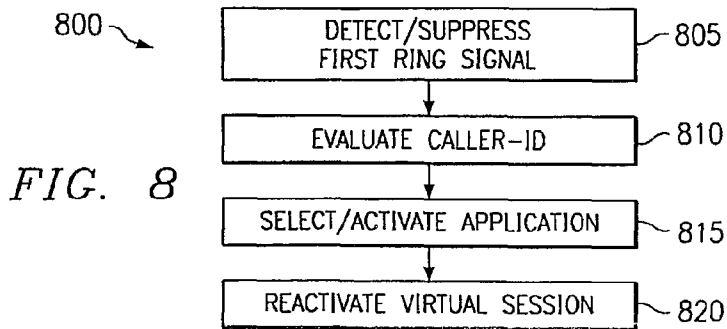 800
DETECT/SUPPRESS
FIRST RING SIGNAL
805
EVALUATE CALLER-ID
810
FIG. 8
SELECT/ACTIVATE APPLICATION
815
REACTIVATE VIRTUAL SESSION
820